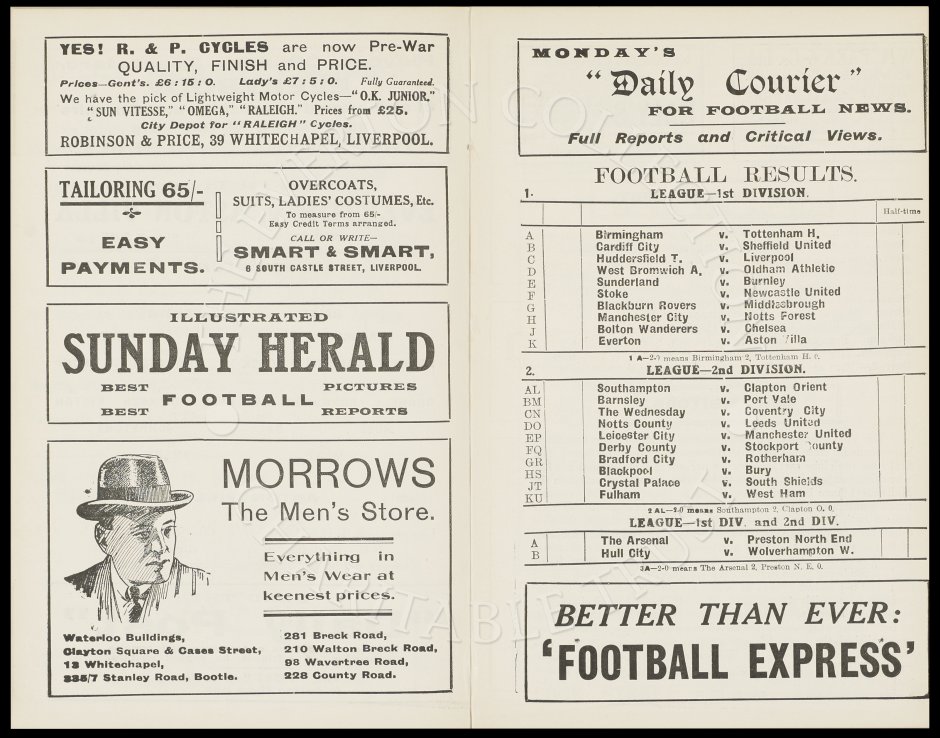 YES! R. & P. CYCLES are now Pre-War
QUALITY, FINISH and PRICE.
Prices—Gent's. £6:15:0. Lady's £7:5:0. Fully Guaranteed.
We have the pick of Lightweight Motor Cycles—"O.K. JUNIOR."
"SUN VITESSE," "OMEGA," "RALEIGH." Prices from £25.
City Depot for "RALEIGH" Cycles.
ROBINSON & PRICE, 39 WHITECHAPEL, LIVERPOOL.
TAILORING 65/-
EASY
PAYMENTS.
OVERCOATS,
SUITS, LADIES' COSTUMES, Etc.
To measure from 65/-
Easy Credit Terms arranged.
CALL OR WRITE—
SMART & SMART,
6 SOUTH CASTLE STREET, LIVERPOOL.
ILLUSTRATED
SUNDAY HERALD
BEST PICTURES
FOOTBALL
BEST REPORTS
MORROWS
The Men's Store.
Everything in
Men's Wear at
keenest prices.
Waterloo Buildings,
Clayton Square & Cases Street,
13 Whitechapel,
335/7 Stanley Road, Bootle.
281 Breck Road,
210 Walton Breck Road,
98 Wavertree Road,
228 County Road.
MONDAY'S
"Daily Courier"
FOR FOOTBALL NEWS.
Full Reports and Critical Views.
FOOTBALL RESULTS.
1. LEAGUE—1st DIVISION.
Half-time
A Birmingham v. Tottenham H.
B Cardiff City v. Sheffield United
C Huddersfield T. v. Liverpool
D West Bromwich A. v. Oldham Athletic
E Sunderland v. Burnley
F Stoke v. Newcastle United
G Blackburn Rovers v. Middlesbrough
H Manchester City v. Notts Forest
J Bolton Wanderers v. Chelsea
K Everton v. Aston Villa
1 A—2-0 means Birmingham 2, Tottenham H. 0.
2. LEAGUE—2nd DIVISION.
AL Southampton v. Clapton Orient
BM Barnsley v. Port Vale
CN The Wednesday v. Coventry City
DO Notts County v. Leeds United
EP Leicester City v. Manchester United
FQ Derby County v. Stockport County
GR Bradford City v. Rotherham
HS Blackpool v. Bury
JT Crystal Palace v. South Shields
KU Fulham v. West Ham
2 AL—2-0 means Southampton 2, Clapton O. 0.
LEAGUE—1st DIV. and 2nd DIV.
A The Arsenal v. Preston North End
B Hull City v. Wolverhampton W.
3A—2-0 means The Arsenal 2, Preston N. E. 0.
BETTER THAN EVER:
'FOOTBALL EXPRESS'